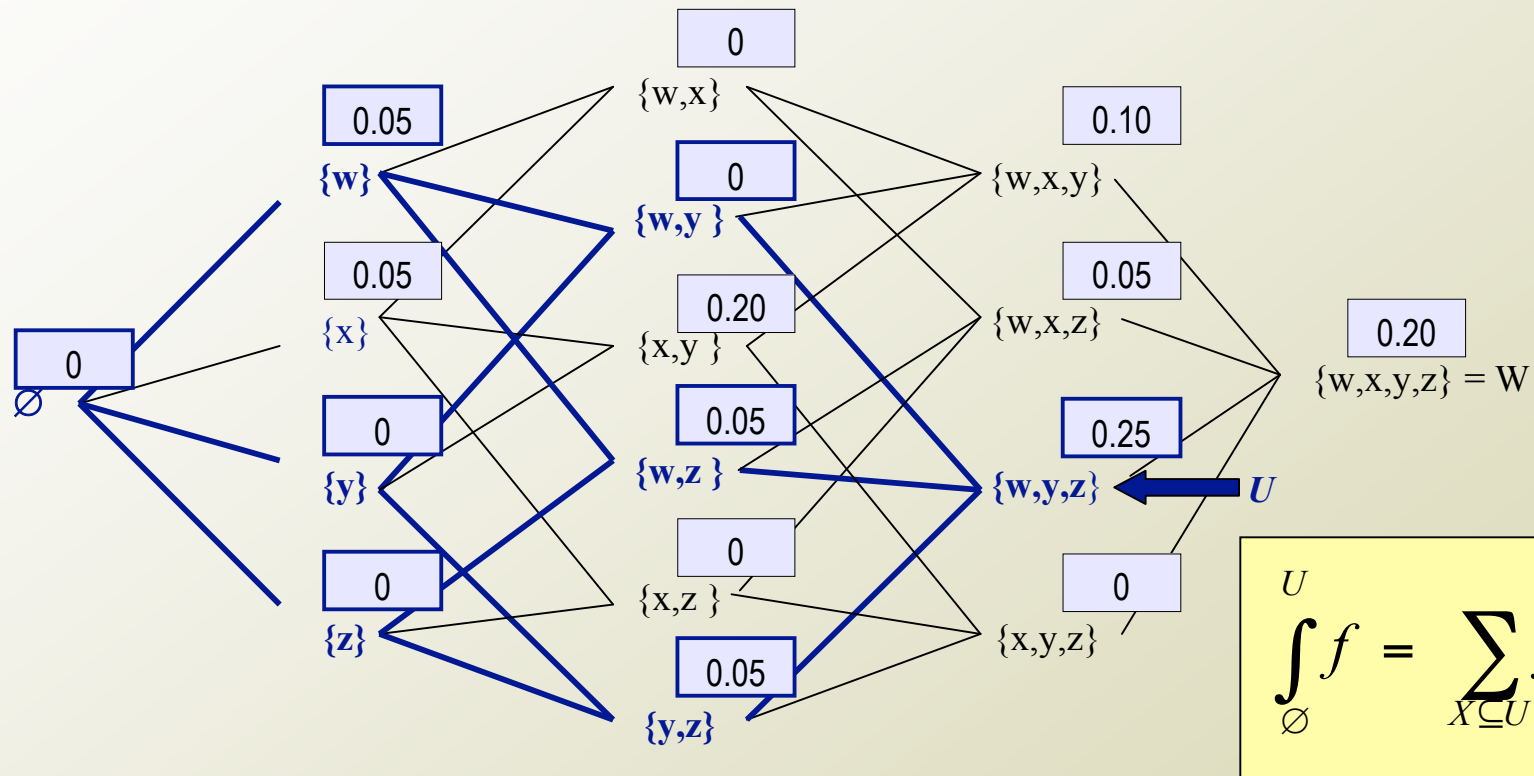 0
{w,x}
0.05
{w}
0
{w,y }
0.10
{w,x,y}
0.05
{x}
0.20
{x,y }
0.05
{w,x,z}
0
∅
0.20
{w,x,y,z} = W
0
{y}
0.05
{w,z }
0.25
{w,y,z}
U
0
{z}
0
{x,z }
0
{x,y,z}
0.05
{y,z}
U
∫ f = ∑
∅ X⊆U